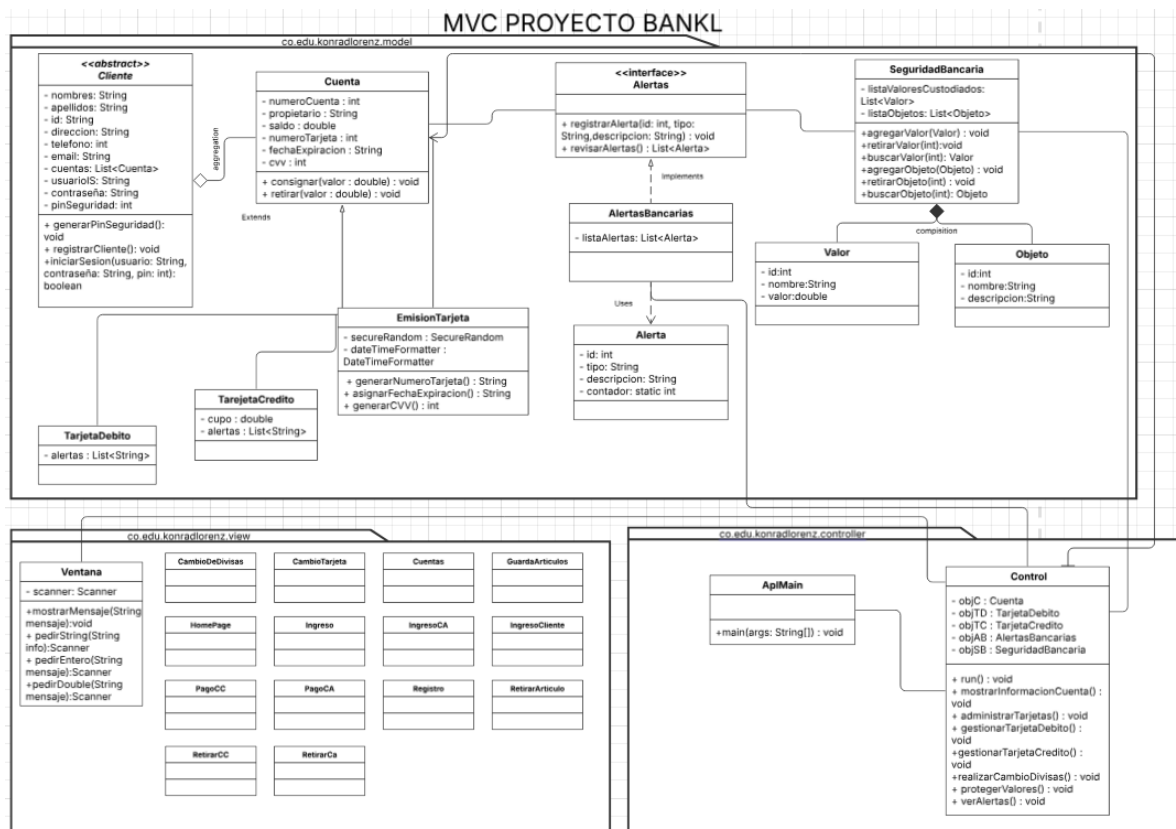 MVC PROYECTO BANKL
co.edu.konradlorenz.model
<<abstract>>
Cliente
- nombres: String
- apellidos: String
- id: String
- direccion: String
- telefono: int
- email: String
- cuentas: List<Cuenta>
- usuarioIS: String
- contraseña: String
- pinSeguridad: int
+ generarPinSeguridad():
void
+ registrarCliente(): void
+iniciarSesion(usuario: String,
contraseña: String, pin: int):
boolean
aggregation
Cuenta
- numeroCuenta : int
- propietario : String
- saldo : double
- numeroTarjeta : int
- fechaExpiracion : String
- cvv : int
+ consignar(valor : double) : void
+ retirar(valor : double) : void
Extends
<<interface>>
Alertas
+ registrarAlerta(id: int, tipo:
String,descripcion: String) : void
+ revisarAlertas() : List<Alerta>
Implements
AlertasBancarias
- listaAlertas: List<Alerta>
Uses
Alerta
- id: int
- tipo: String
- descripcion: String
- contador: static int
SeguridadBancaria
- listaValoresCustodiados:
List<Valor>
- listaObjetos: List<Objeto>
+agregarValor(Valor) : void
+retirarValor(int):void
+buscarValor(int): Valor
+agregarObjeto(Objeto) : void
+retirarObjeto(int) : void
+buscarObjeto(int): Objeto
compisition
Valor
- id:int
- nombre:String
- valor:double
Objeto
- id:int
- nombre:String
- descripcion:String
EmisionTarjeta
- secureRandom : SecureRandom
- dateTimeFormatter :
DateTimeFormatter
+ generarNumeroTarjeta() : String
+ asignarFechaExpiracion() : String
+ generarCVV() : int
TarejetaCredito
- cupo : double
- alertas : List<String>
TarjetaDebito
- alertas : List<String>
co.edu.konradlorenz.view
Ventana
- scanner: Scanner
+mostrarMensaje(String
mensaje):void
+ pedirString(String
info):Scanner
+ pedirEntero(String
mensaje):Scanner
+pedirDouble(String
mensaje):Scanner
CambioDeDivisas
CambioTarjeta
Cuentas
GuardaArticulos
HomePage
Ingreso
IngresoCA
IngresoCliente
PagoCC
PagoCA
Registro
RetirarArticulo
RetirarCC
RetirarCa
co.edu.konradlorenz.controller
AplMain
+main(args: String[]) : void
Control
- objC : Cuenta
- objTD : TarjetaDebito
- objTC : TarjetaCredito
- objAB : AlertasBancarias
- objSB : SeguridadBancaria
+ run() : void
+ mostrarInformacionCuenta() :
void
+ administrarTarjetas() : void
+ gestionarTarjetaDebito() :
void
+gestionarTarjetaCredito() :
void
+realizarCambioDivisas() : void
+ protegerValores() : void
+ verAlertas() : void